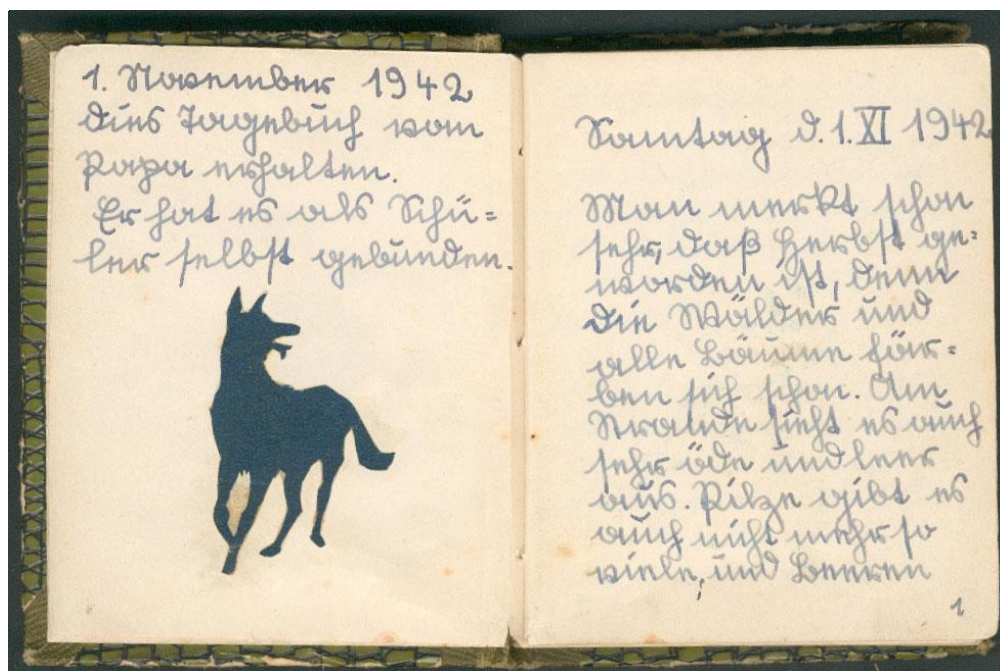 1. November 1942
dies Tagebuch vom
Papa erhalten.
Er hat es als Schü=
ler selbst gebunden.
Sonntag d. 1. XI 1942
Man merkt schon
sehr, daß Herbst ge=
worden ist, denn
die Wälder und
alle Bäume fär=
ben sich schon. Am
Strande sieht es auch
sehr öde und leer
aus. Pilze gibt es
auch nicht mehr so
viele, und Beeren
1